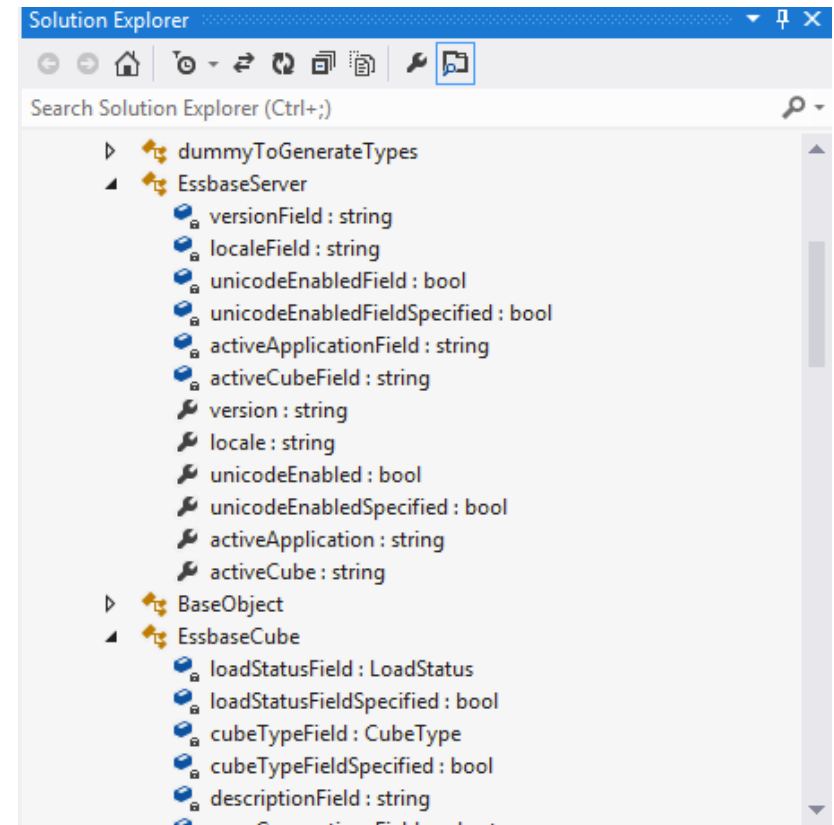 Solution Explorer
Search Solution Explorer (Ctrl+;)
dummyToGenerateTypes
EssbaseServer
versionField : string
localeField : string
unicodeEnabledField : bool
unicodeEnabledFieldSpecified : bool
activeApplicationField : string
activeCubeField : string
version : string
locale : string
unicodeEnabled : bool
unicodeEnabledSpecified : bool
activeApplication : string
activeCube : string
BaseObject
EssbaseCube
loadStatusField : LoadStatus
loadStatusFieldSpecified : bool
cubeTypeField : CubeType
cubeTypeFieldSpecified : bool
descriptionField : string